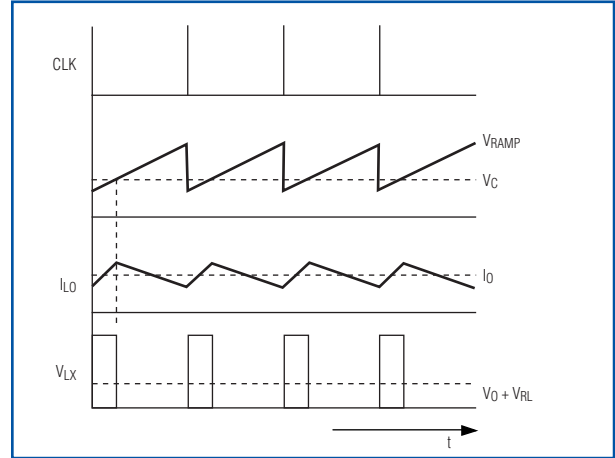 CLK
VRAMP
VC
ILO
IO
VLX
VO + VRL
t